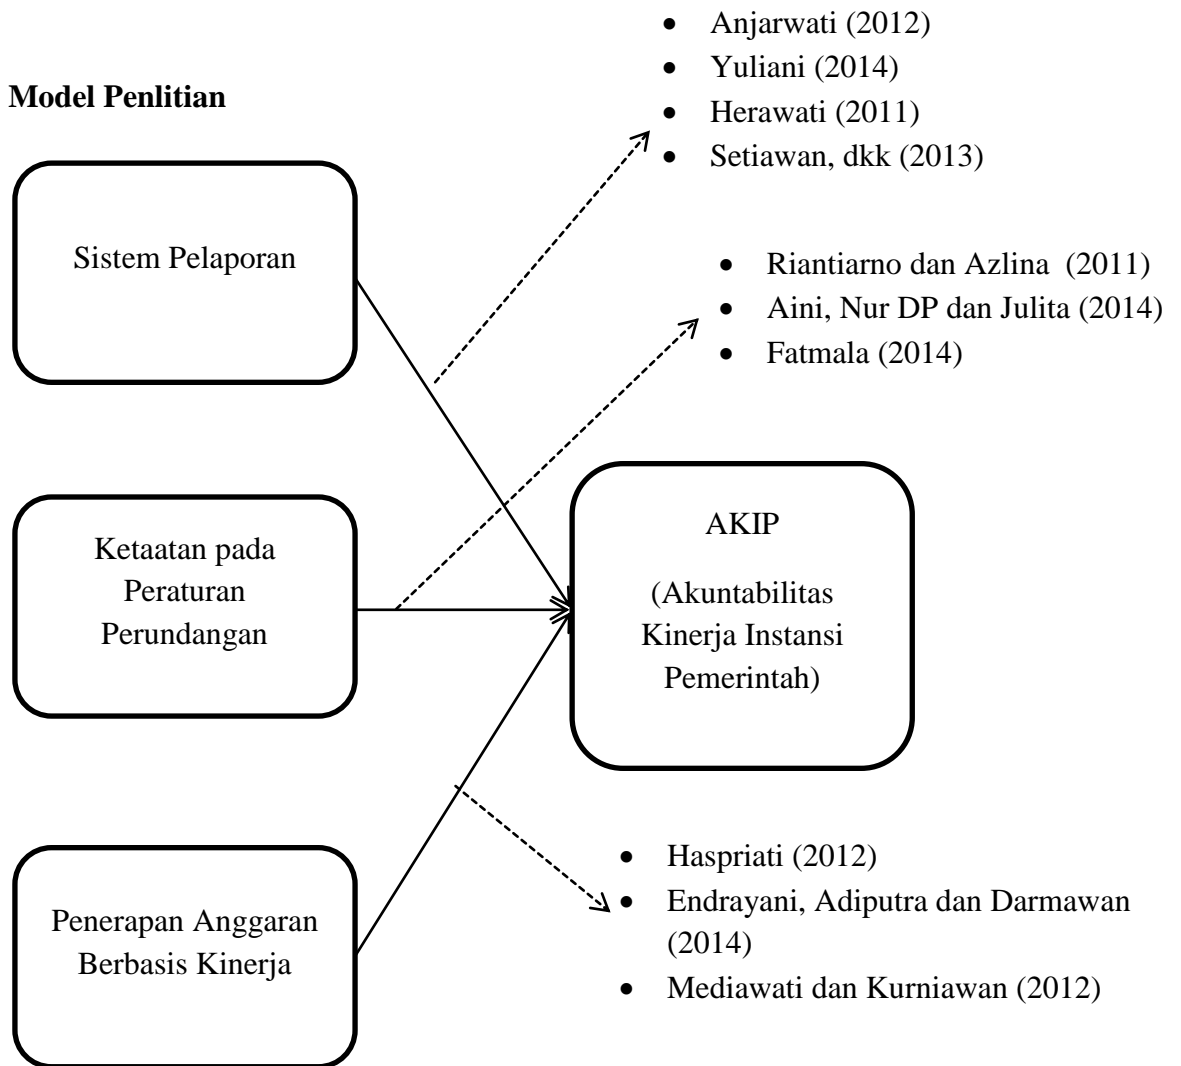 • Anjarwati (2012)
• Yuliani (2014)
Model Penlitian
• Herawati (2011)
• Setiawan, dkk (2013)
Sistem Pelaporan
• Riantiarno dan Azlina (2011)
• Aini, Nur DP dan Julita (2014)
• Fatmala (2014)
Ketaatan pada
Peraturan
Perundangan
AKIP
(Akuntabilitas
Kinerja Instansi
Pemerintah)
Penerapan Anggaran
Berbasis Kinerja
• Haspriati (2012)
• Endrayani, Adiputra dan Darmawan
(2014)
• Mediawati dan Kurniawan (2012)